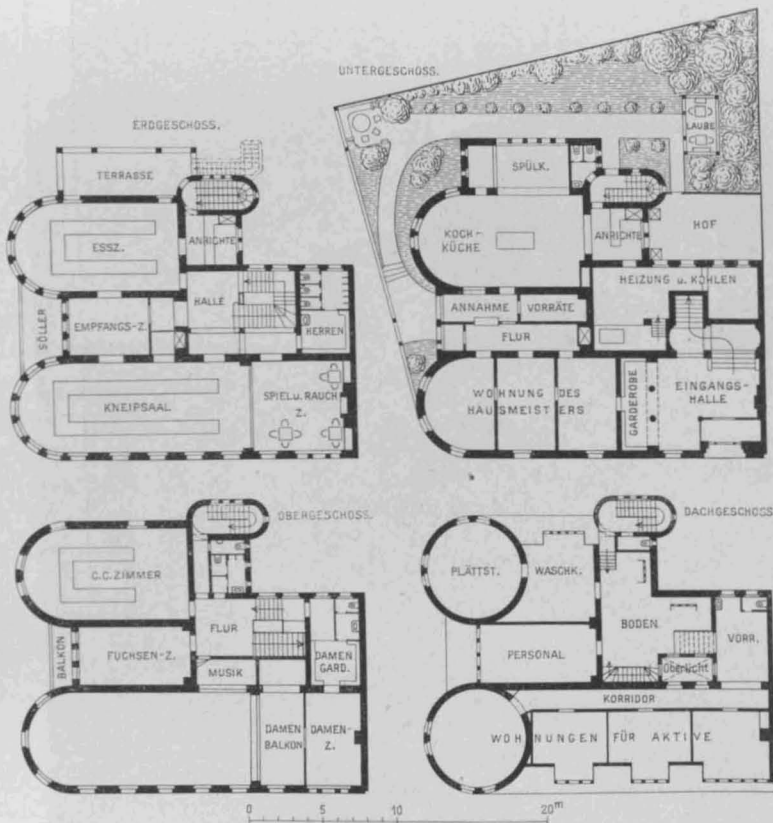 ERDGESCHOSS.
TERRASSE
ESSZ.
ANRICHTE
HALLE
SÖLLER
EMPFANGS-Z.
HERREN
KNEIPSAAL
SPIEL u. RAUCH
Z.
UNTERGESCHOSS.
LAUBE
SPÜLK.
KOCH-
KÜCHE
ANRICHTE
HOF
HEIZUNG u. KOHLEN
ANNAHME
VORRÄTE
FLUR
WOHNUNG DES
HAUSMEISTERS
GARDEROBE
EINGANGS-
HALLE
OBERGESCHOSS.
C.C. ZIMMER
FLUR
BALKON
FUCHSEN-Z.
MUSIK
DAMEN
GARD.
DAMEN
BALKON
DAMEN-
Z.
DACHGESCHOSS
PLÄTTST.
WASCHK.
BODEN
PERSONAL
Oberlicht
VORR.
KORRIDOR
WOHNUNGEN FÜR AKTIVE
0 5 10 20 m